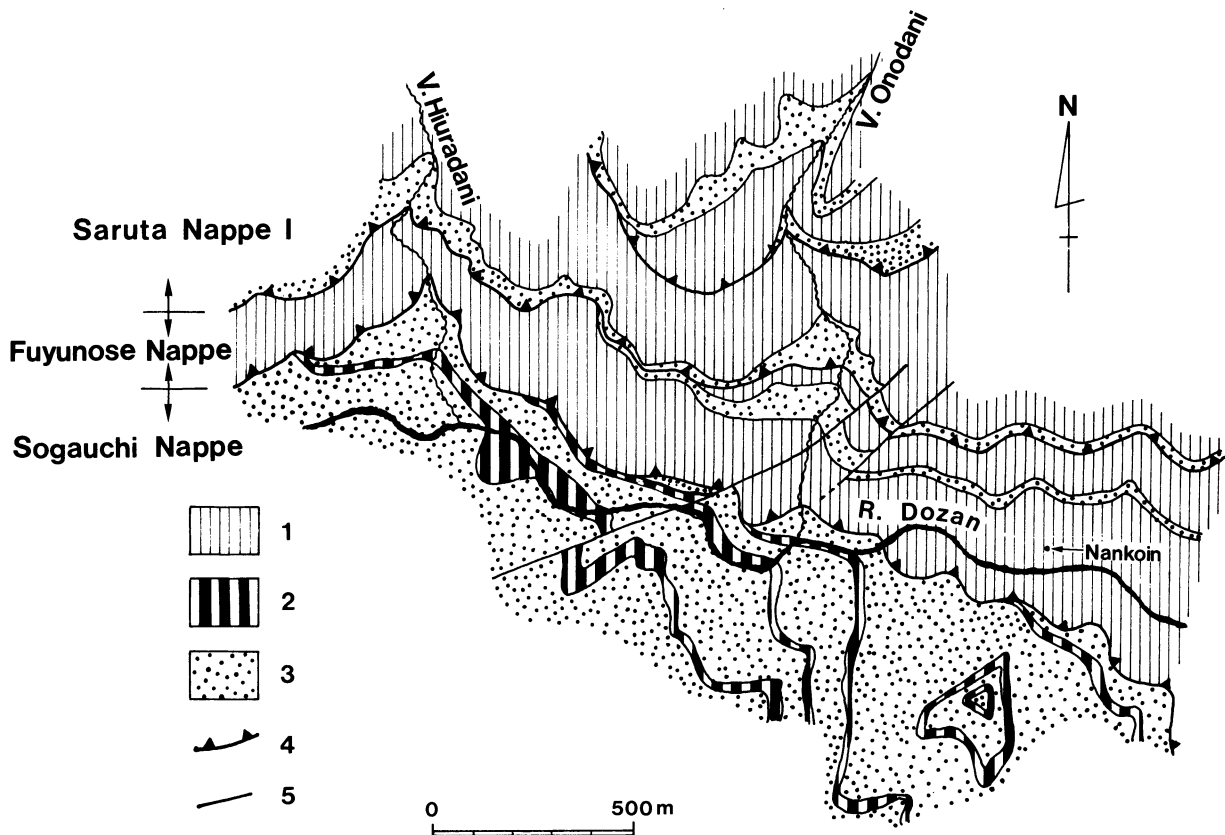 V. Hiuradani
V. Onodani
N
Saruta Nappe I
Fuyunose Nappe
Sogauchi Nappe
R. Dozan
Nankoin
1
2
3
4
5
0 500 m